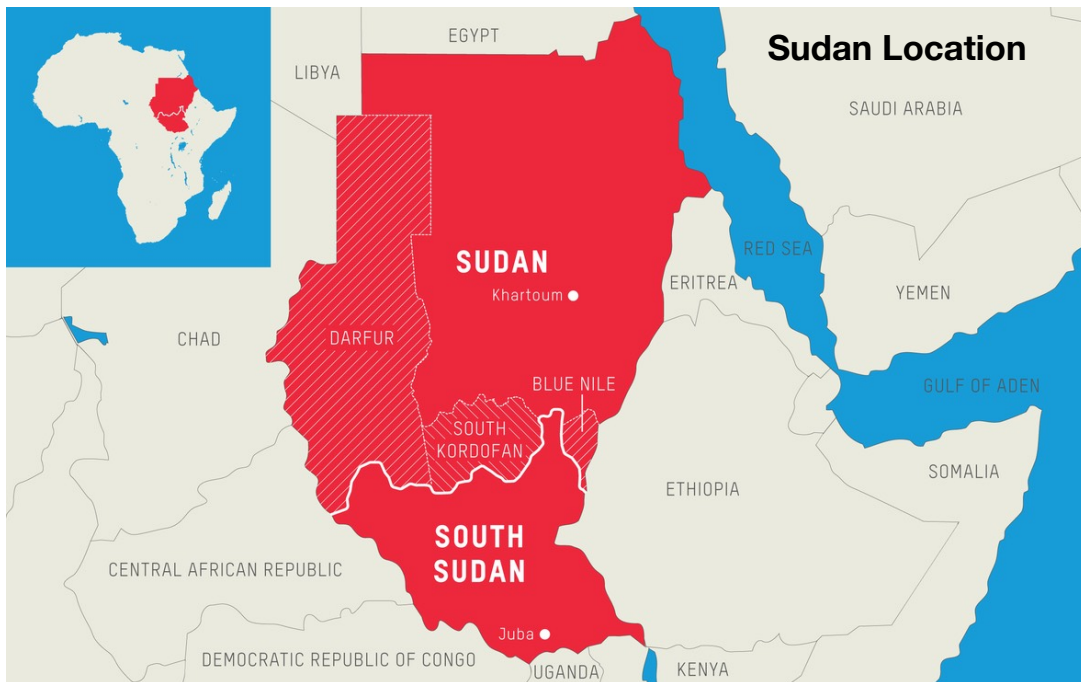 Sudan Location
EGYPT
LIBYA
SAUDI ARABIA
RED SEA
SUDAN
Khartoum
ERITREA
YEMEN
CHAD
DARFUR
BLUE NILE
GULF OF ADEN
SOUTH
KORDOFAN
SOMALIA
ETHIOPIA
SOUTH
SUDAN
CENTRAL AFRICAN REPUBLIC
Juba
DEMOCRATIC REPUBLIC OF CONGO
UGANDA
KENYA